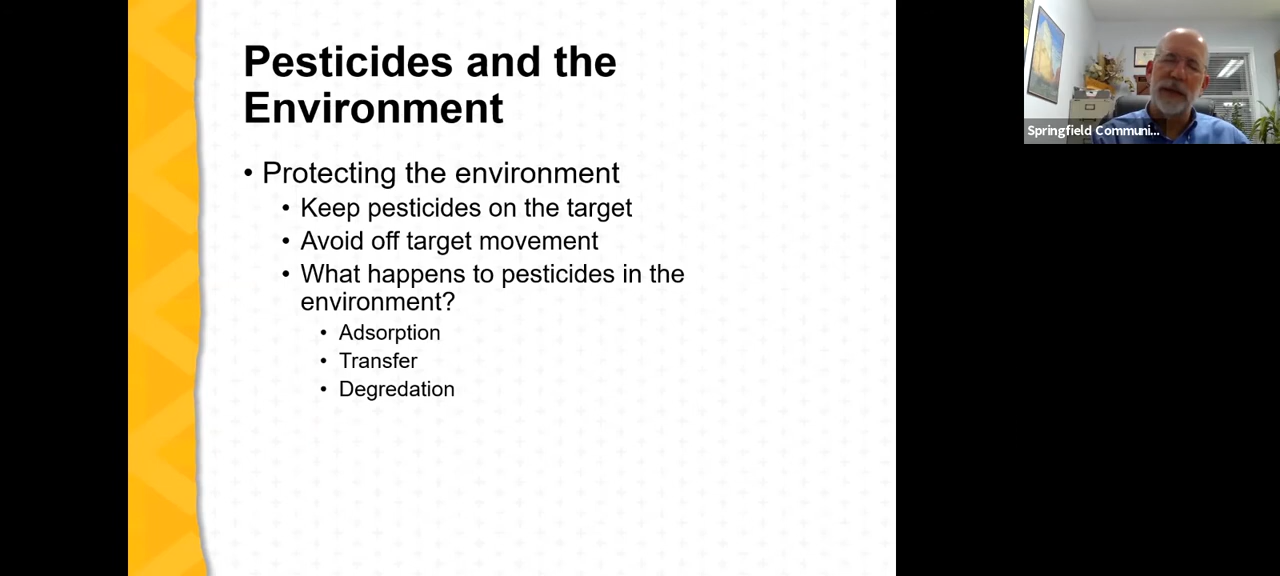 Pesticides and the
Environment
• Protecting the environment
• Keep pesticides on the target
• Avoid off target movement
• What happens to pesticides in the
environment?
• Adsorption
• Transfer
• Degredation
Springfield Communi...